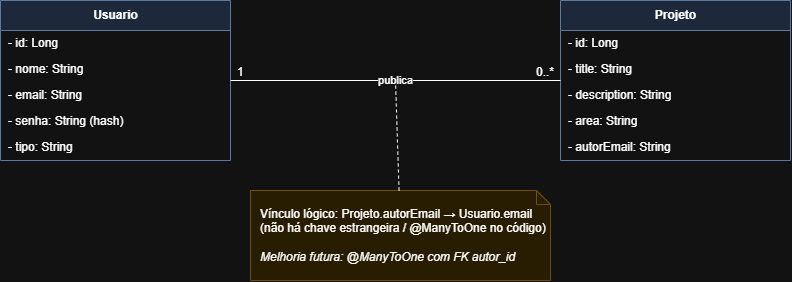 Usuario
- id: Long
- nome: String
- email: String
- senha: String (hash)
- tipo: String
1
publica
0..*
Projeto
- id: Long
- title: String
- description: String
- area: String
- autorEmail: String
Vínculo lógico: Projeto.autorEmail → Usuario.email
(não há chave estrangeira / @ManyToOne no código)
Melhoria futura: @ManyToOne com FK autor_id